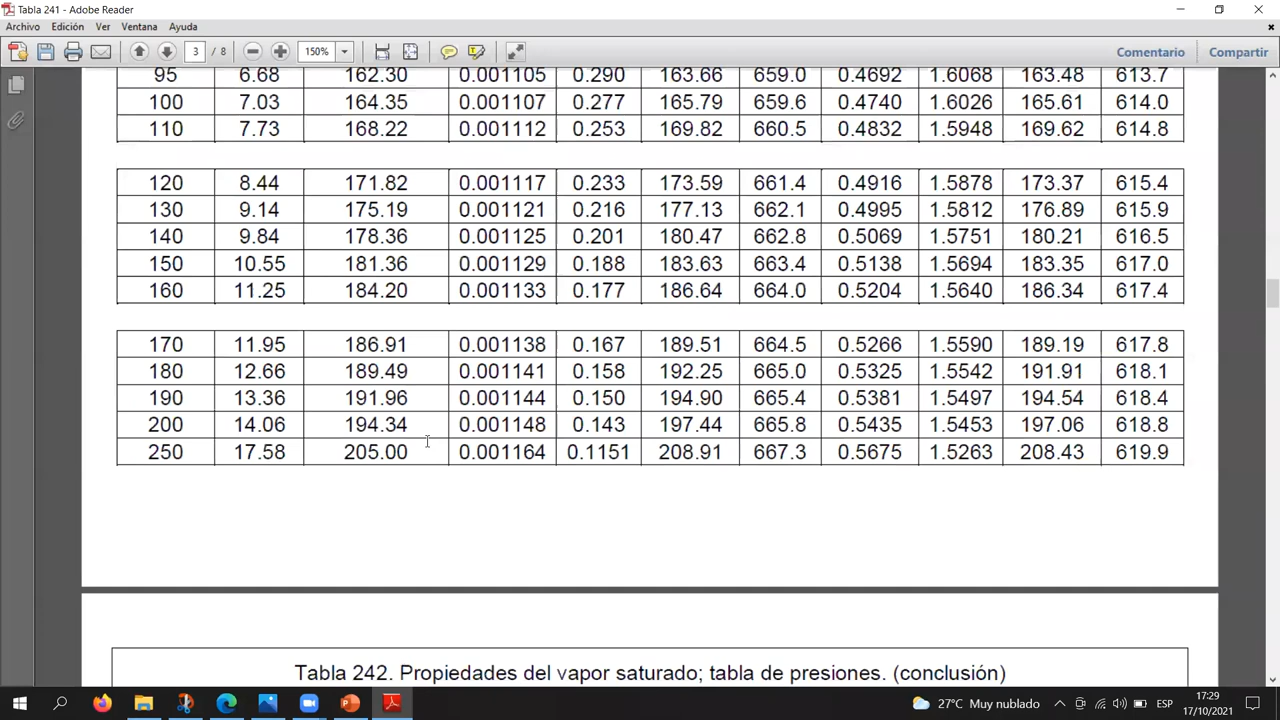 Tabla 241 - Adobe Reader
Archivo Edición Ver Ventana Ayuda
3 / 8 150% Comentario Compartir
95 6.68 162.30 0.001105 0.290 163.66 659.0 0.4692 1.6068 163.48 613.7
100 7.03 164.35 0.001107 0.277 165.79 659.6 0.4740 1.6026 165.61 614.0
110 7.73 168.22 0.001112 0.253 169.82 660.5 0.4832 1.5948 169.62 614.8
120 8.44 171.82 0.001117 0.233 173.59 661.4 0.4916 1.5878 173.37 615.4
130 9.14 175.19 0.001121 0.216 177.13 662.1 0.4995 1.5812 176.89 615.9
140 9.84 178.36 0.001125 0.201 180.47 662.8 0.5069 1.5751 180.21 616.5
150 10.55 181.36 0.001129 0.188 183.63 663.4 0.5138 1.5694 183.35 617.0
160 11.25 184.20 0.001133 0.177 186.64 664.0 0.5204 1.5640 186.34 617.4
170 11.95 186.91 0.001138 0.167 189.51 664.5 0.5266 1.5590 189.19 617.8
180 12.66 189.49 0.001141 0.158 192.25 665.0 0.5325 1.5542 191.91 618.1
190 13.36 191.96 0.001144 0.150 194.90 665.4 0.5381 1.5497 194.54 618.4
200 14.06 194.34 0.001148 0.143 197.44 665.8 0.5435 1.5453 197.06 618.8
250 17.58 205.00 0.001164 0.1151 208.91 667.3 0.5675 1.5263 208.43 619.9
Tabla 242. Propiedades del vapor saturado; tabla de presiones. (conclusión)
27°C Muy nublado ESP 17:29
17/10/2021